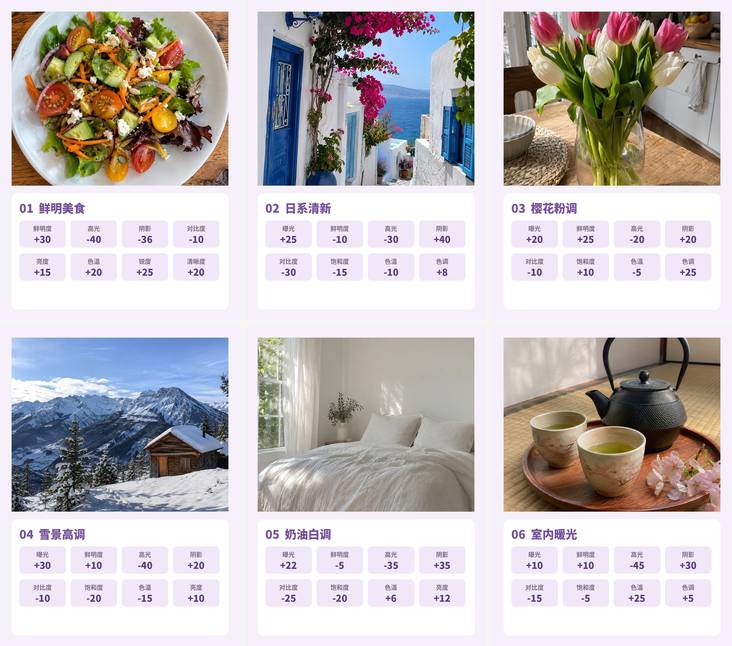 01 鲜明美食
鲜明度 高光 阴影 对比度
+30 -40 -36 -10
亮度 色温 锐度 清晰度
+15 +20 +25 +20
02 日系清新
曝光 鲜明度 高光 阴影
+25 -10 -30 +40
对比度 饱和度 色温 色调
-30 -15 -10 +8
03 樱花粉调
曝光 鲜明度 高光 阴影
+20 +25 -20 +20
对比度 饱和度 色温 色调
-10 +10 -5 +25
04 雪景高调
曝光 鲜明度 高光 阴影
+30 +10 -40 +20
对比度 饱和度 色温 亮度
-10 -20 -15 +10
05 奶油白调
曝光 鲜明度 高光 阴影
+22 -5 -35 +35
对比度 饱和度 色温 亮度
-25 -20 +6 +12
06 室内暖光
曝光 鲜明度 高光 阴影
+10 +10 -45 +30
对比度 饱和度 色温 色调
-15 -5 +25 +5